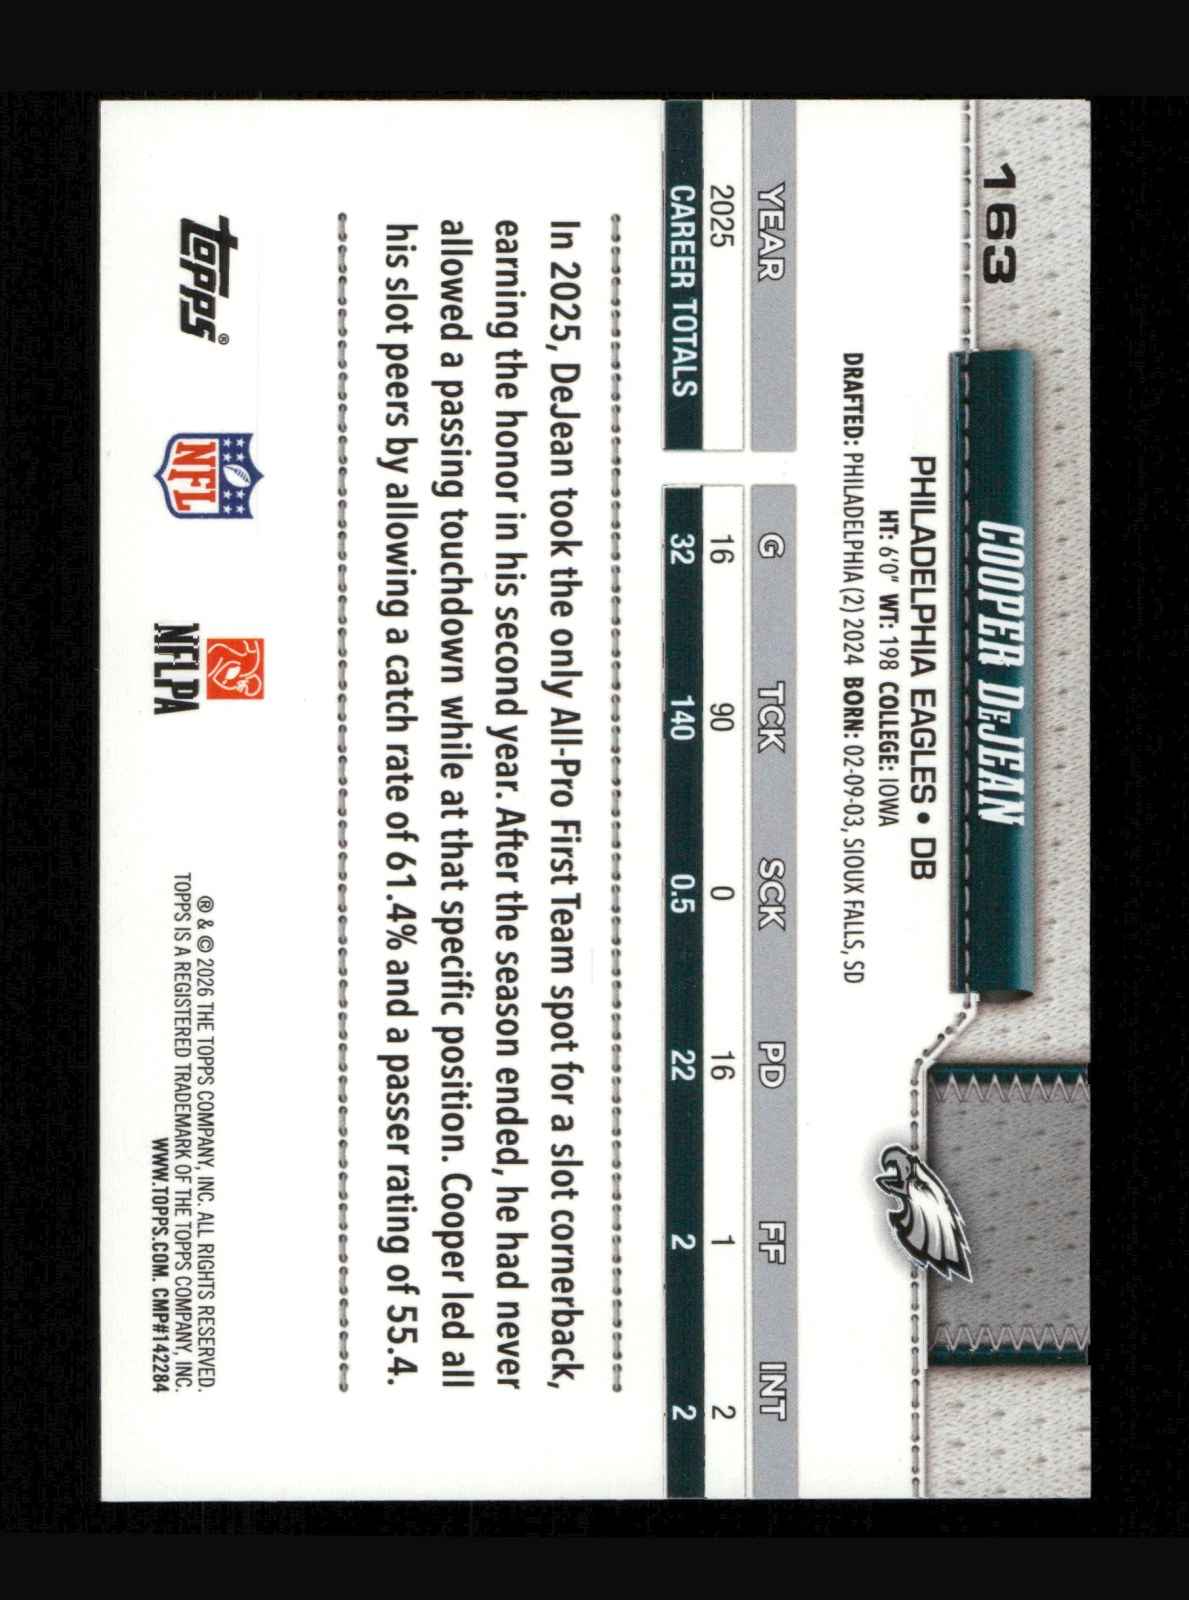 163
COOPER DeJEAN
PHILADELPHIA EAGLES • DB
HT: 6'0" WT: 198 COLLEGE: IOWA
DRAFTED: PHILADELPHIA (2) 2024 BORN: 02-09-03, SIOUX FALLS, SD
YEAR G TCK SCK PD FF INT
2025 16 90 0 16 1 2
CAREER TOTALS 32 140 0.5 22 2 2
In 2025, DeJean took the only All-Pro First Team spot for a slot cornerback,
earning the honor in his second year. After the season ended, he had never
allowed a passing touchdown while at that specific position. Cooper led all
his slot peers by allowing a catch rate of 61.4% and a passer rating of 55.4.
topps®
NFL
NFLPA
® & © 2026 THE TOPPS COMPANY, INC. ALL RIGHTS RESERVED.
TOPPS IS A REGISTERED TRADEMARK OF THE TOPPS COMPANY, INC.
WWW.TOPPS.COM. CMP#142284